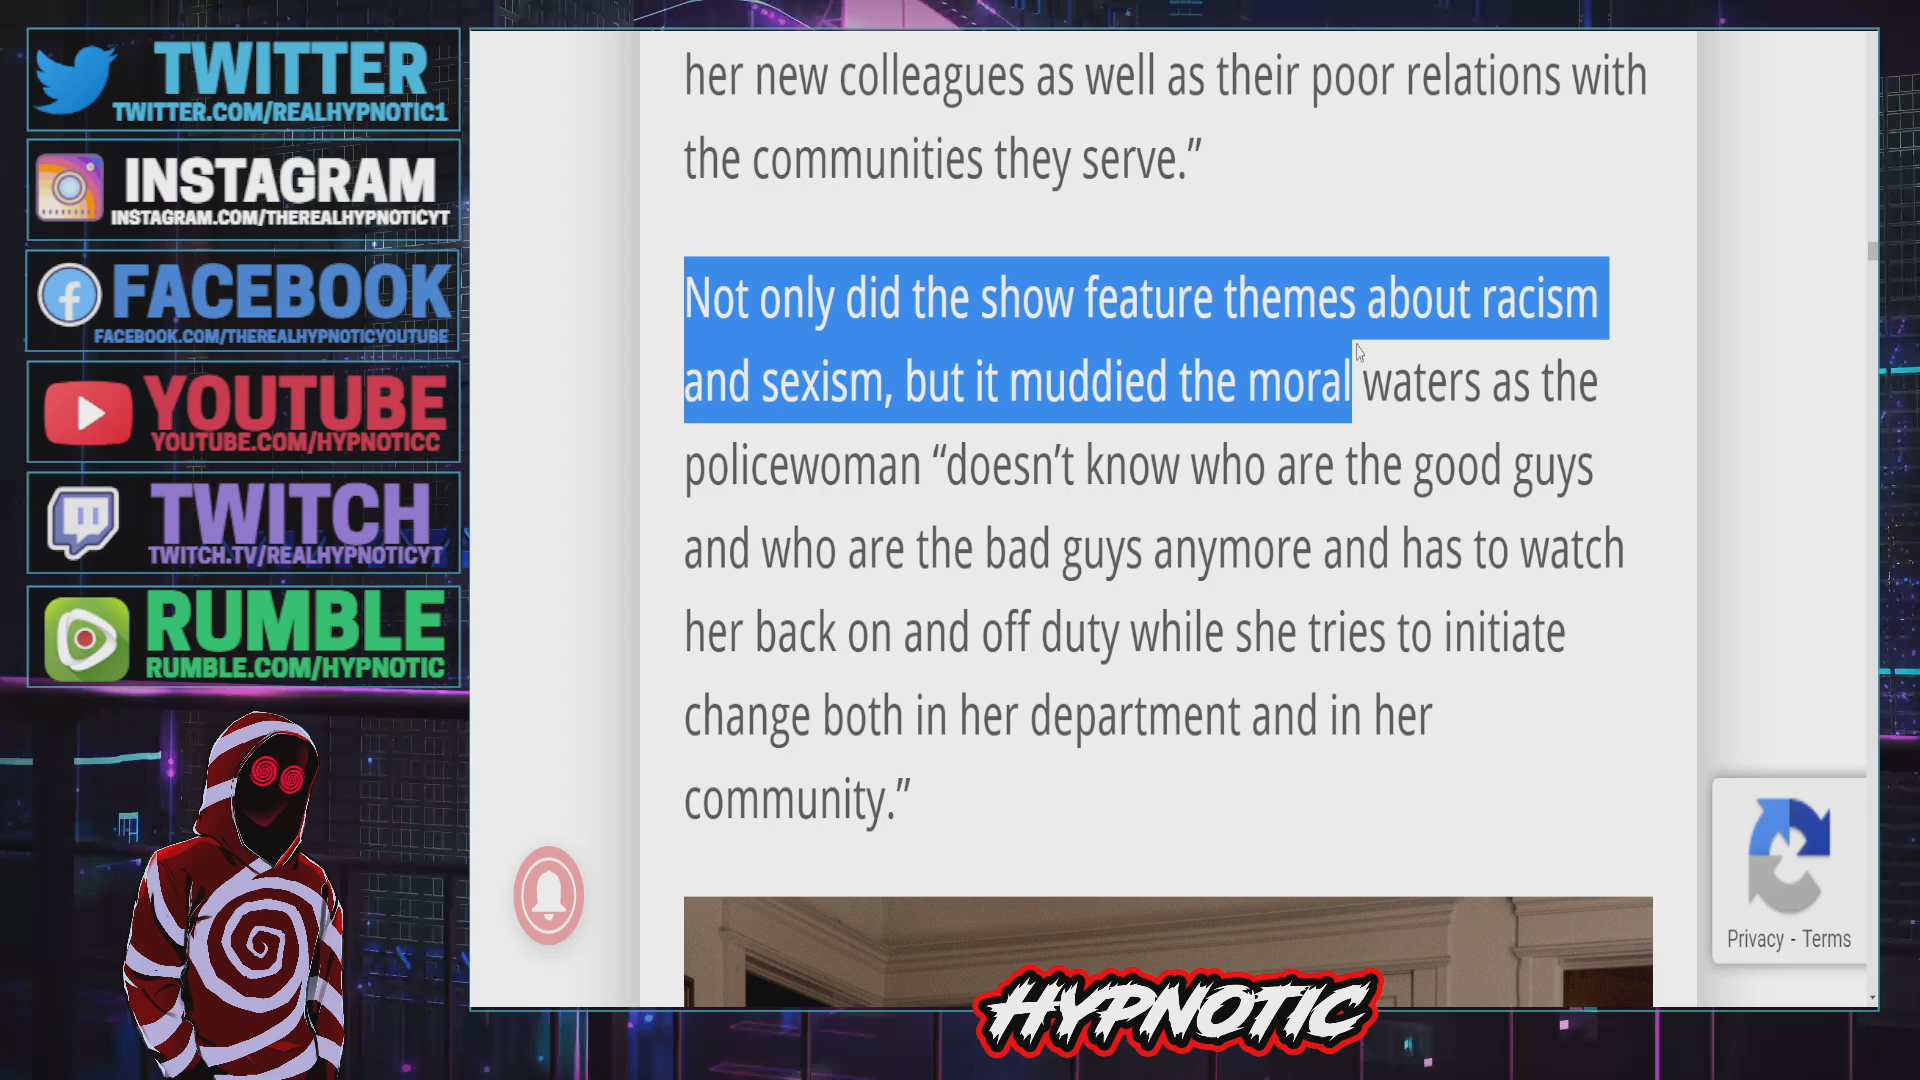 TWITTER
TWITTER.COM/REALHYPNOTIC1
INSTAGRAM
INSTAGRAM.COM/THEREALHYPNOTICYT
FACEBOOK
FACEBOOK.COM/THEREALHYPNOTICYOUTUBE
YOUTUBE
YOUTUBE.COM/HYPNOTICC
TWITCH
TWITCH.TV/REALHYPNOTICYT
RUMBLE
RUMBLE.COM/HYPNOTIC
her new colleagues as well as their poor relations with
the communities they serve.”
Not only did the show feature themes about racism
and sexism, but it muddied the moral waters as the
policewoman “doesn’t know who are the good guys
and who are the bad guys anymore and has to watch
her back on and off duty while she tries to initiate
change both in her department and in her
community.”
Privacy - Terms
HYPNOTIC